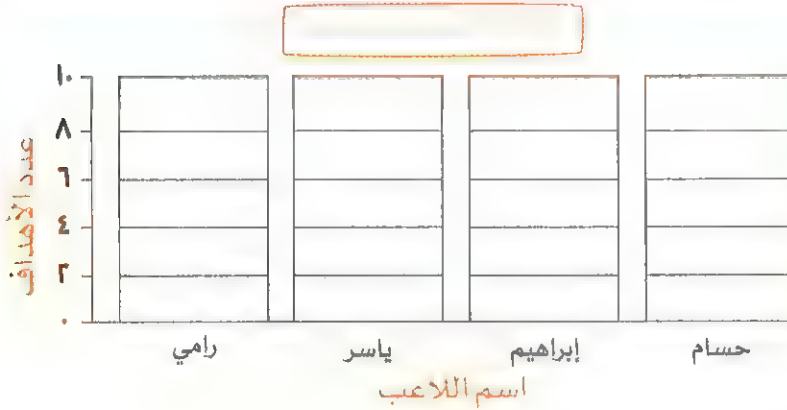 ١٠
٨
٦
٤
٢
٠
عدد الأهداف
رامي
ياسر
إبراهيم
حسام
اسم اللاعب